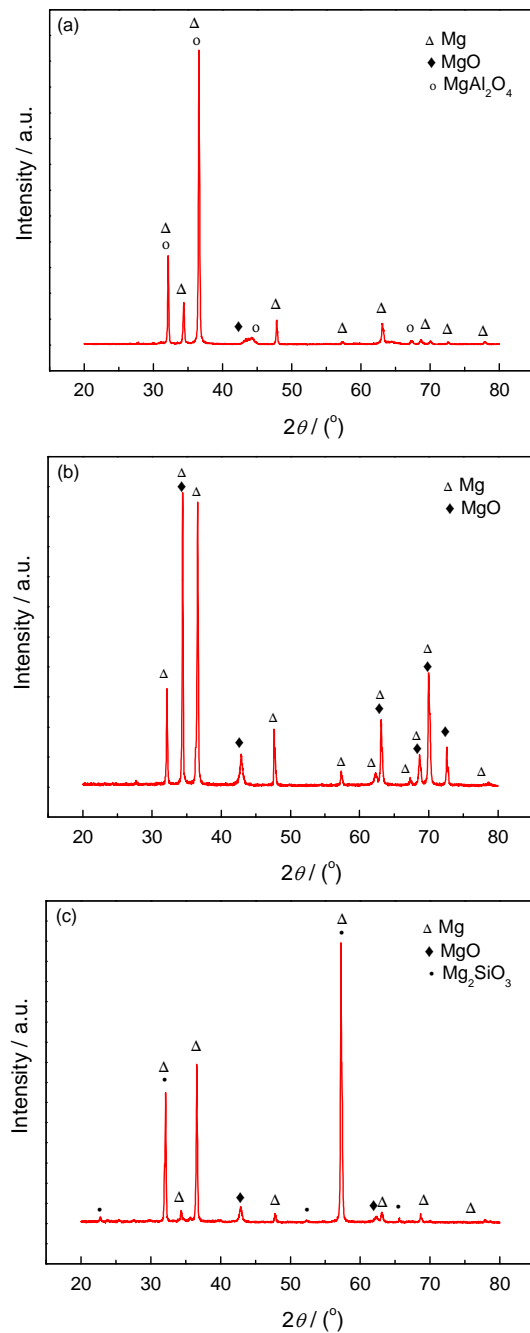 (a)
Δ Mg
♦ MgO
o MgAl₂O₄
Δ
o
Δ
o
Δ
♦
o
Δ
Δ
Δ
o
Δ
Δ
Δ
Intensity / a.u.
20 30 40 50 60 70 80
2θ / (°)
(b)
Δ Mg
♦ MgO
Δ
♦
Δ
Δ
♦
Δ
Δ
Δ
Δ
♦
Δ
Δ
♦
Δ
♦
♦
Δ
Intensity / a.u.
20 30 40 50 60 70 80
2θ / (°)
(c)
Δ Mg
♦ MgO
• Mg₂SiO₃
Δ
•
Δ
Δ
•
•
Δ
♦
Δ
•
♦
Δ
•
Δ
Δ
Intensity / a.u.
20 30 40 50 60 70 80
2θ / (°)